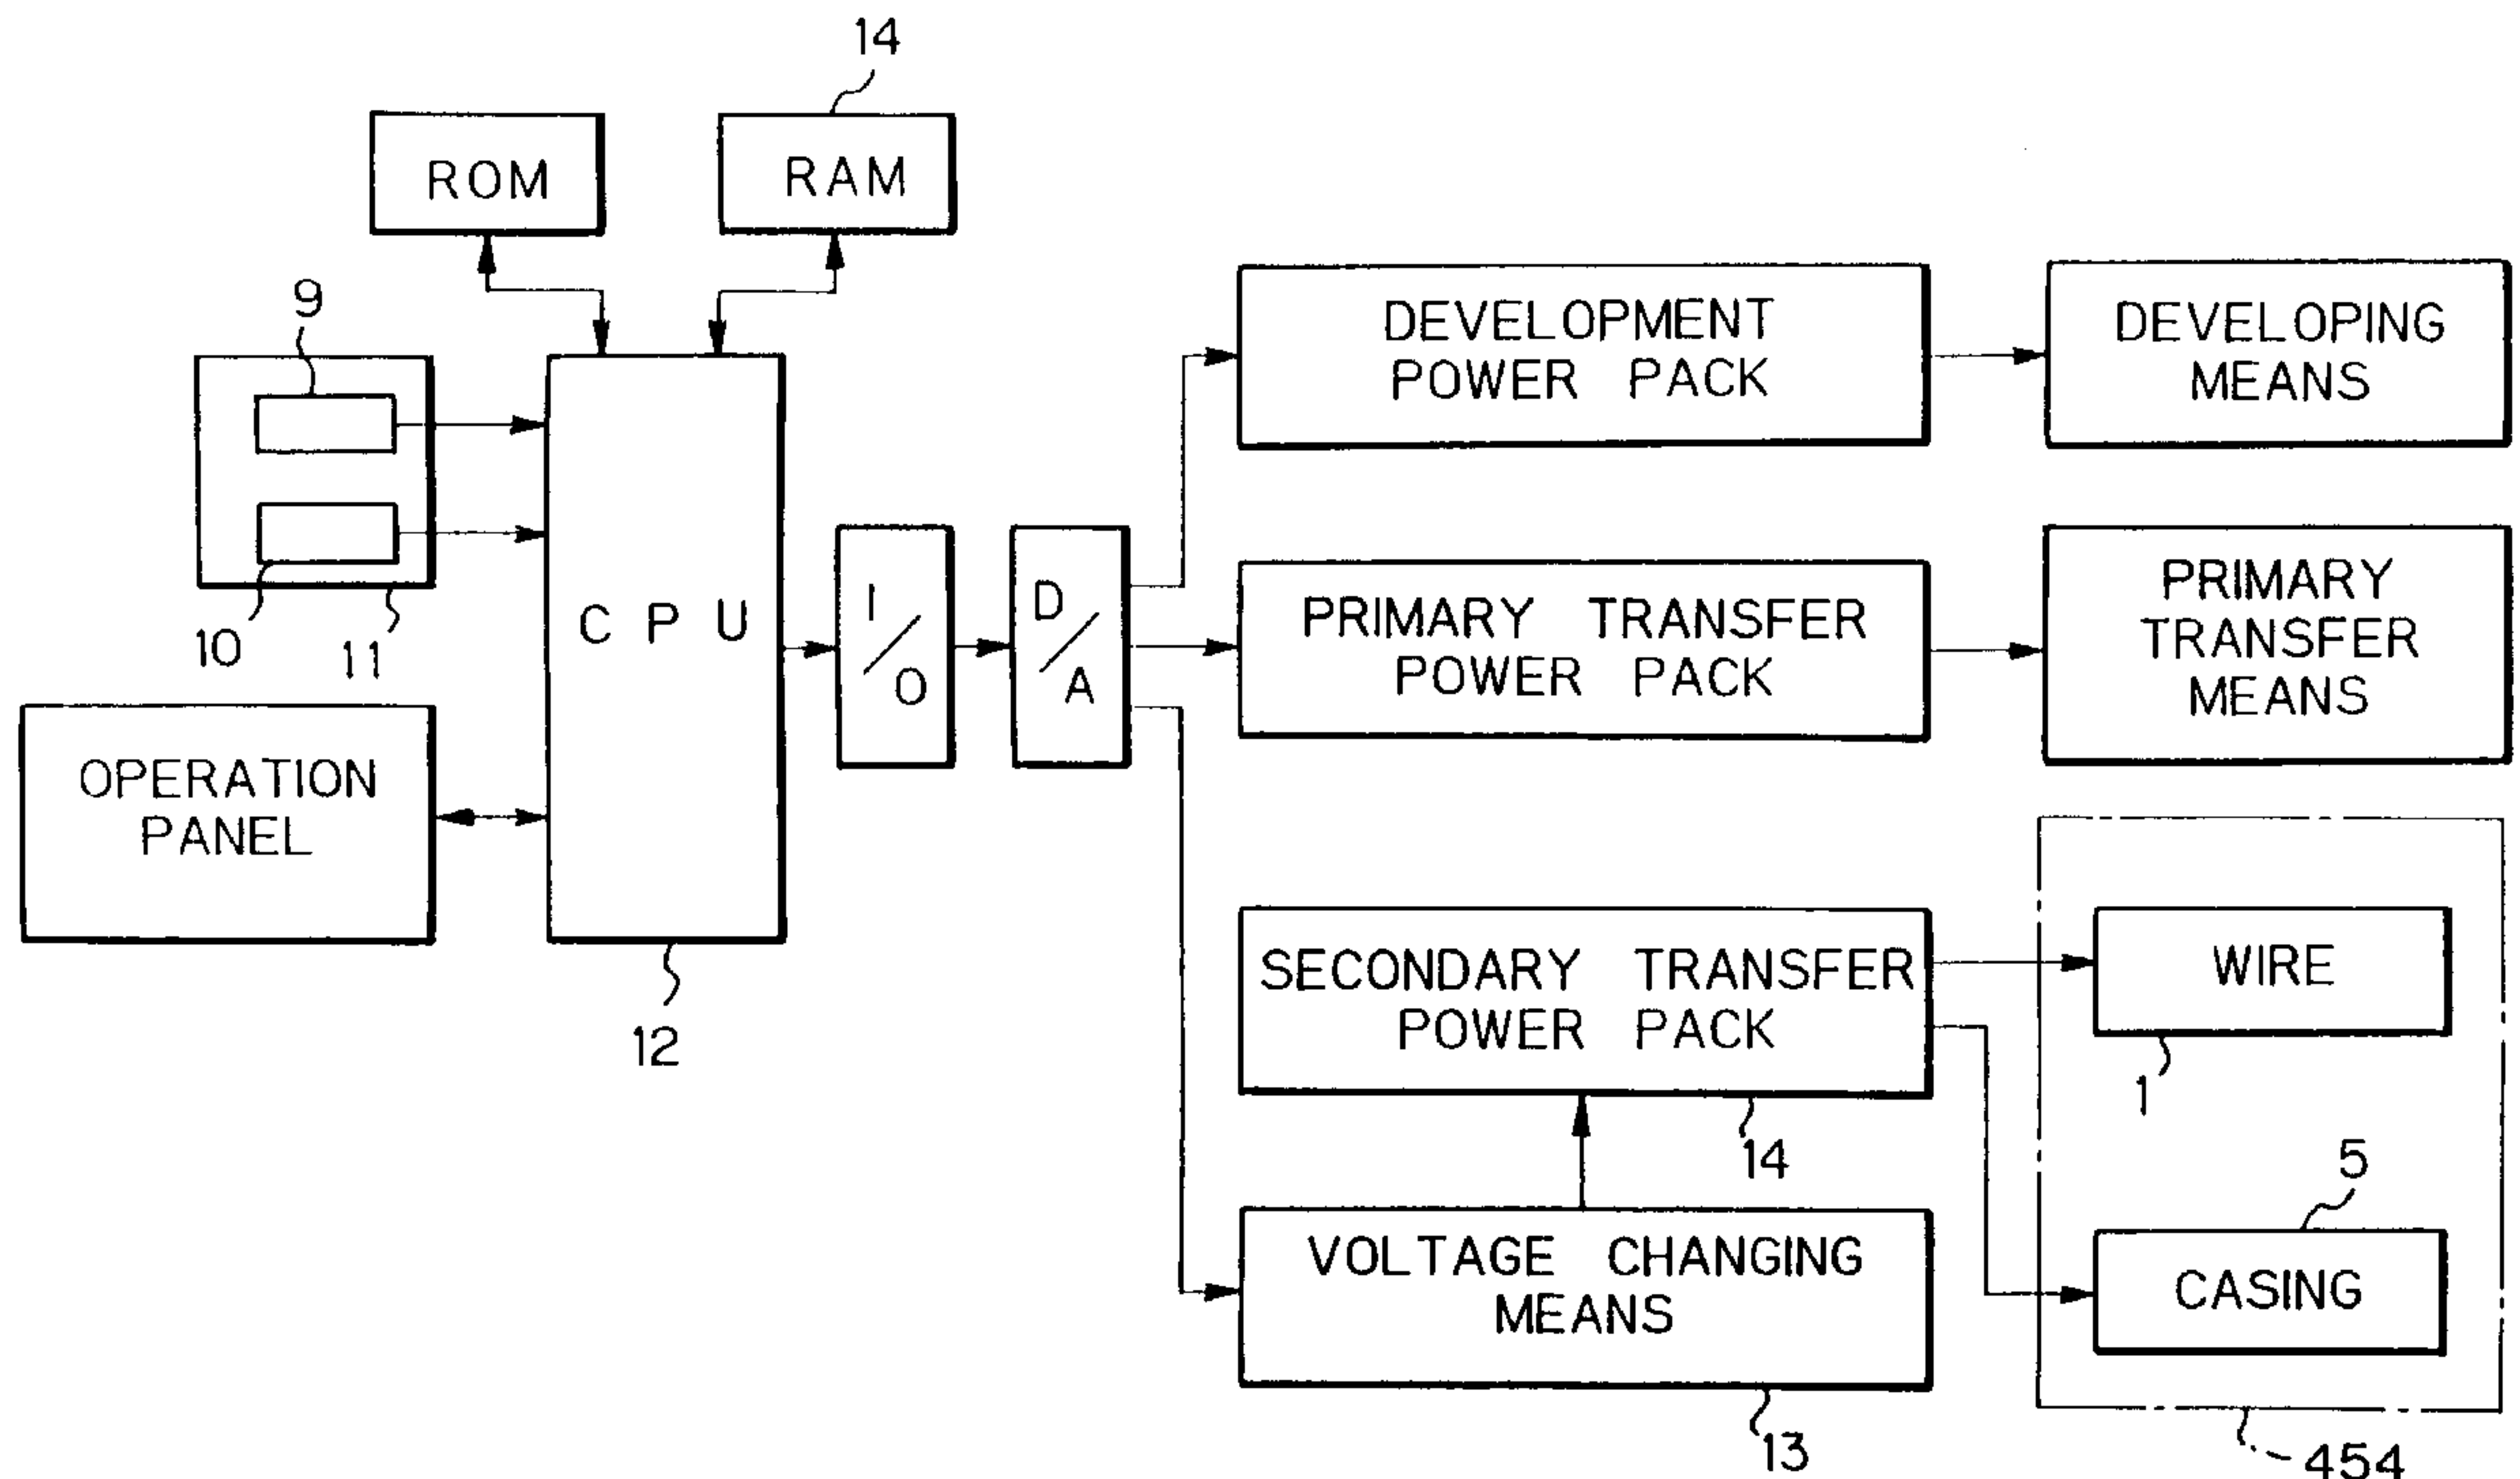 14
ROM
RAM
9
DEVELOPMENT
POWER PACK
DEVELOPING
MEANS
10
11
CPU
I/O
D/A
PRIMARY TRANSFER
POWER PACK
PRIMARY
TRANSFER
MEANS
OPERATION
PANEL
12
SECONDARY TRANSFER
POWER PACK
14
WIRE
1
5
VOLTAGE CHANGING
MEANS
13
CASING
454